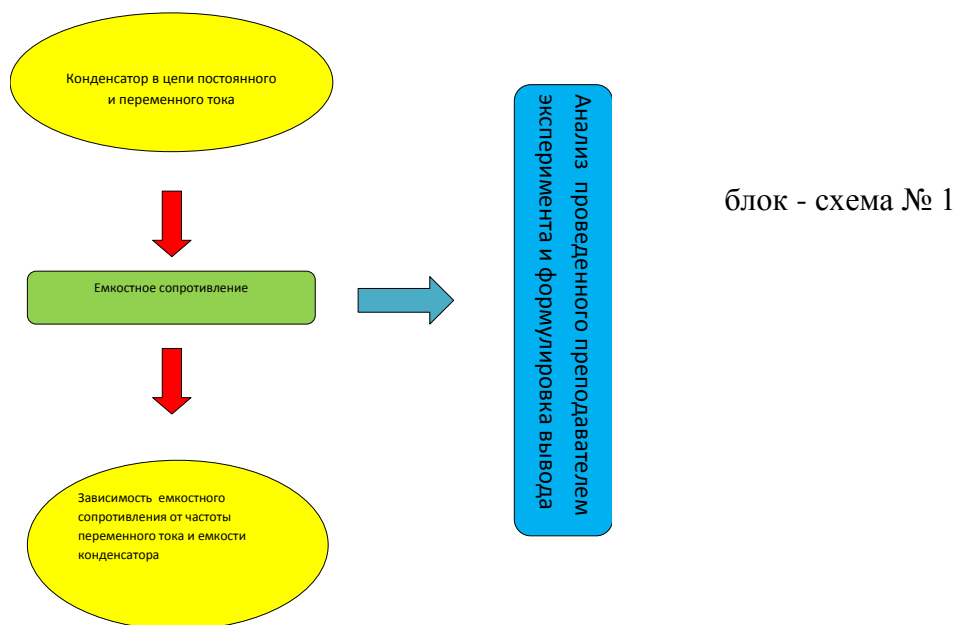 Конденсатор в цепи постоянного
и переменного тока
Емкостное сопротивление
Зависимость емкостного
сопротивления от частоты
переменного тока и емкости
конденсатора
Анализ проведенного преподавателем
эксперимента и формулировка вывода
блок - схема № 1